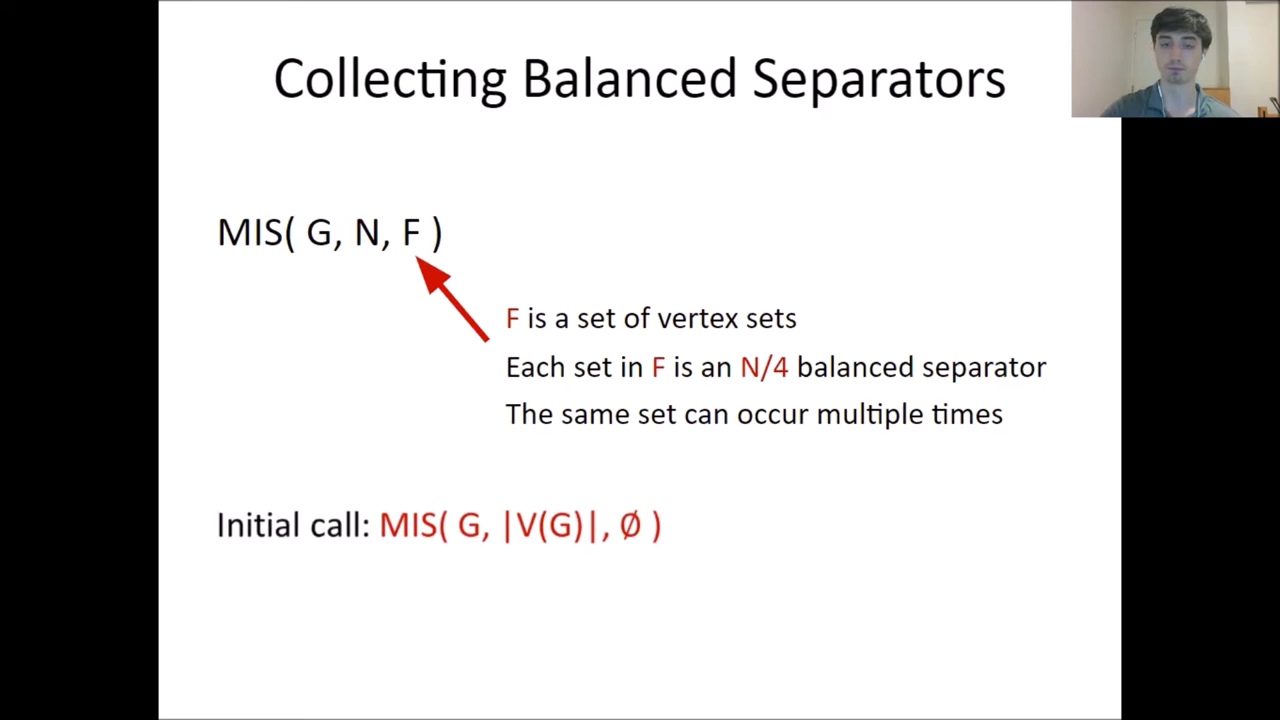 Collecting Balanced Separators
MIS( G, N, F )
F is a set of vertex sets
Each set in F is an N/4 balanced separator
The same set can occur multiple times
Initial call: MIS( G, |V(G)|, Ø )